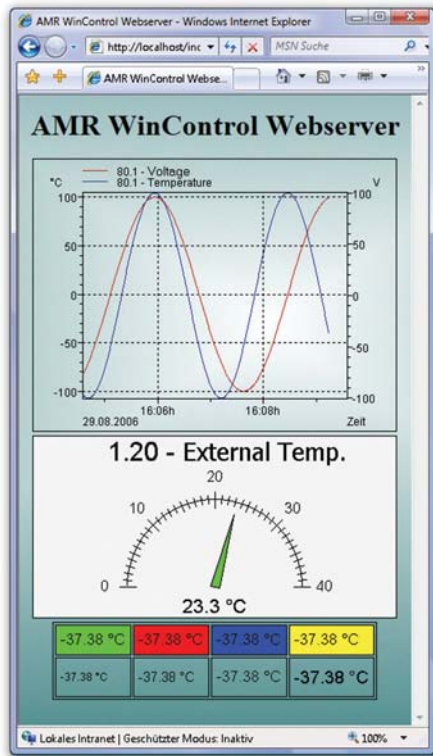 AMR WinControl Webserver - Windows Internet Explorer
http://localhost/inc
MSN Suche
AMR WinControl Webse...
AMR WinControl Webserver
80.1 - Voltage
°C 80.1 - Temperature V
100 100
50 50
0 0
-50 -50
-100 -100
16:06h 16:08h
29.08.2006 Zeit
1.20 - External Temp.
20
10 30
0 40
23.3 °C
-37.38 °C -37.38 °C -37.38 °C -37.38 °C
-37.38 °C -37.38 °C -37.38 °C -37.38 °C
Lokales Intranet | Geschützter Modus: Inaktiv 100%